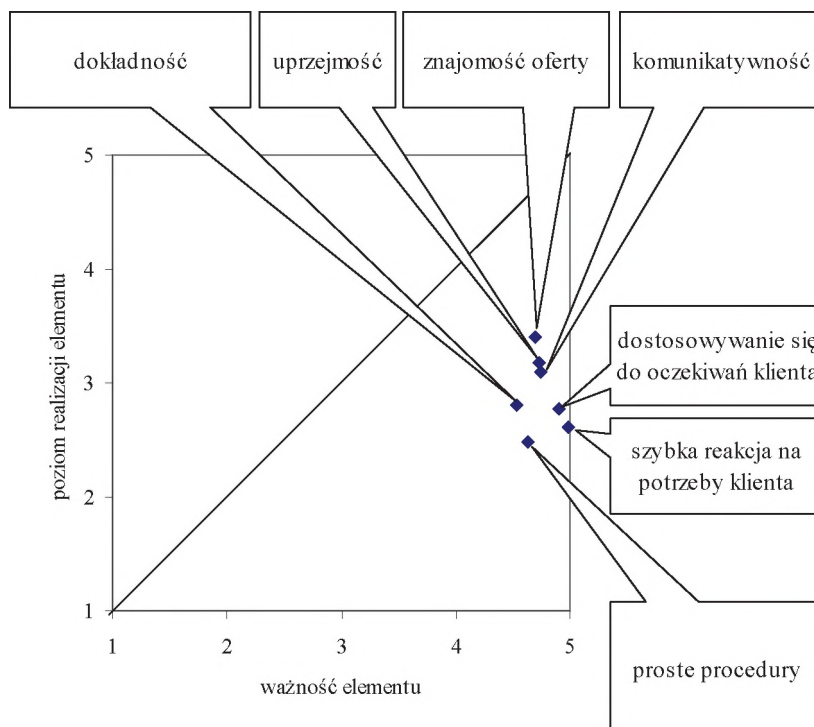 dokładność
uprzejmość
znajomość oferty
komunikatywność
5
4
3
2
1
poziom realizacji elementu
dostosowywanie się
do oczekiwań klienta
szybka reakcja na
potrzeby klienta
proste procedury
1
2
3
4
5
ważność elementu